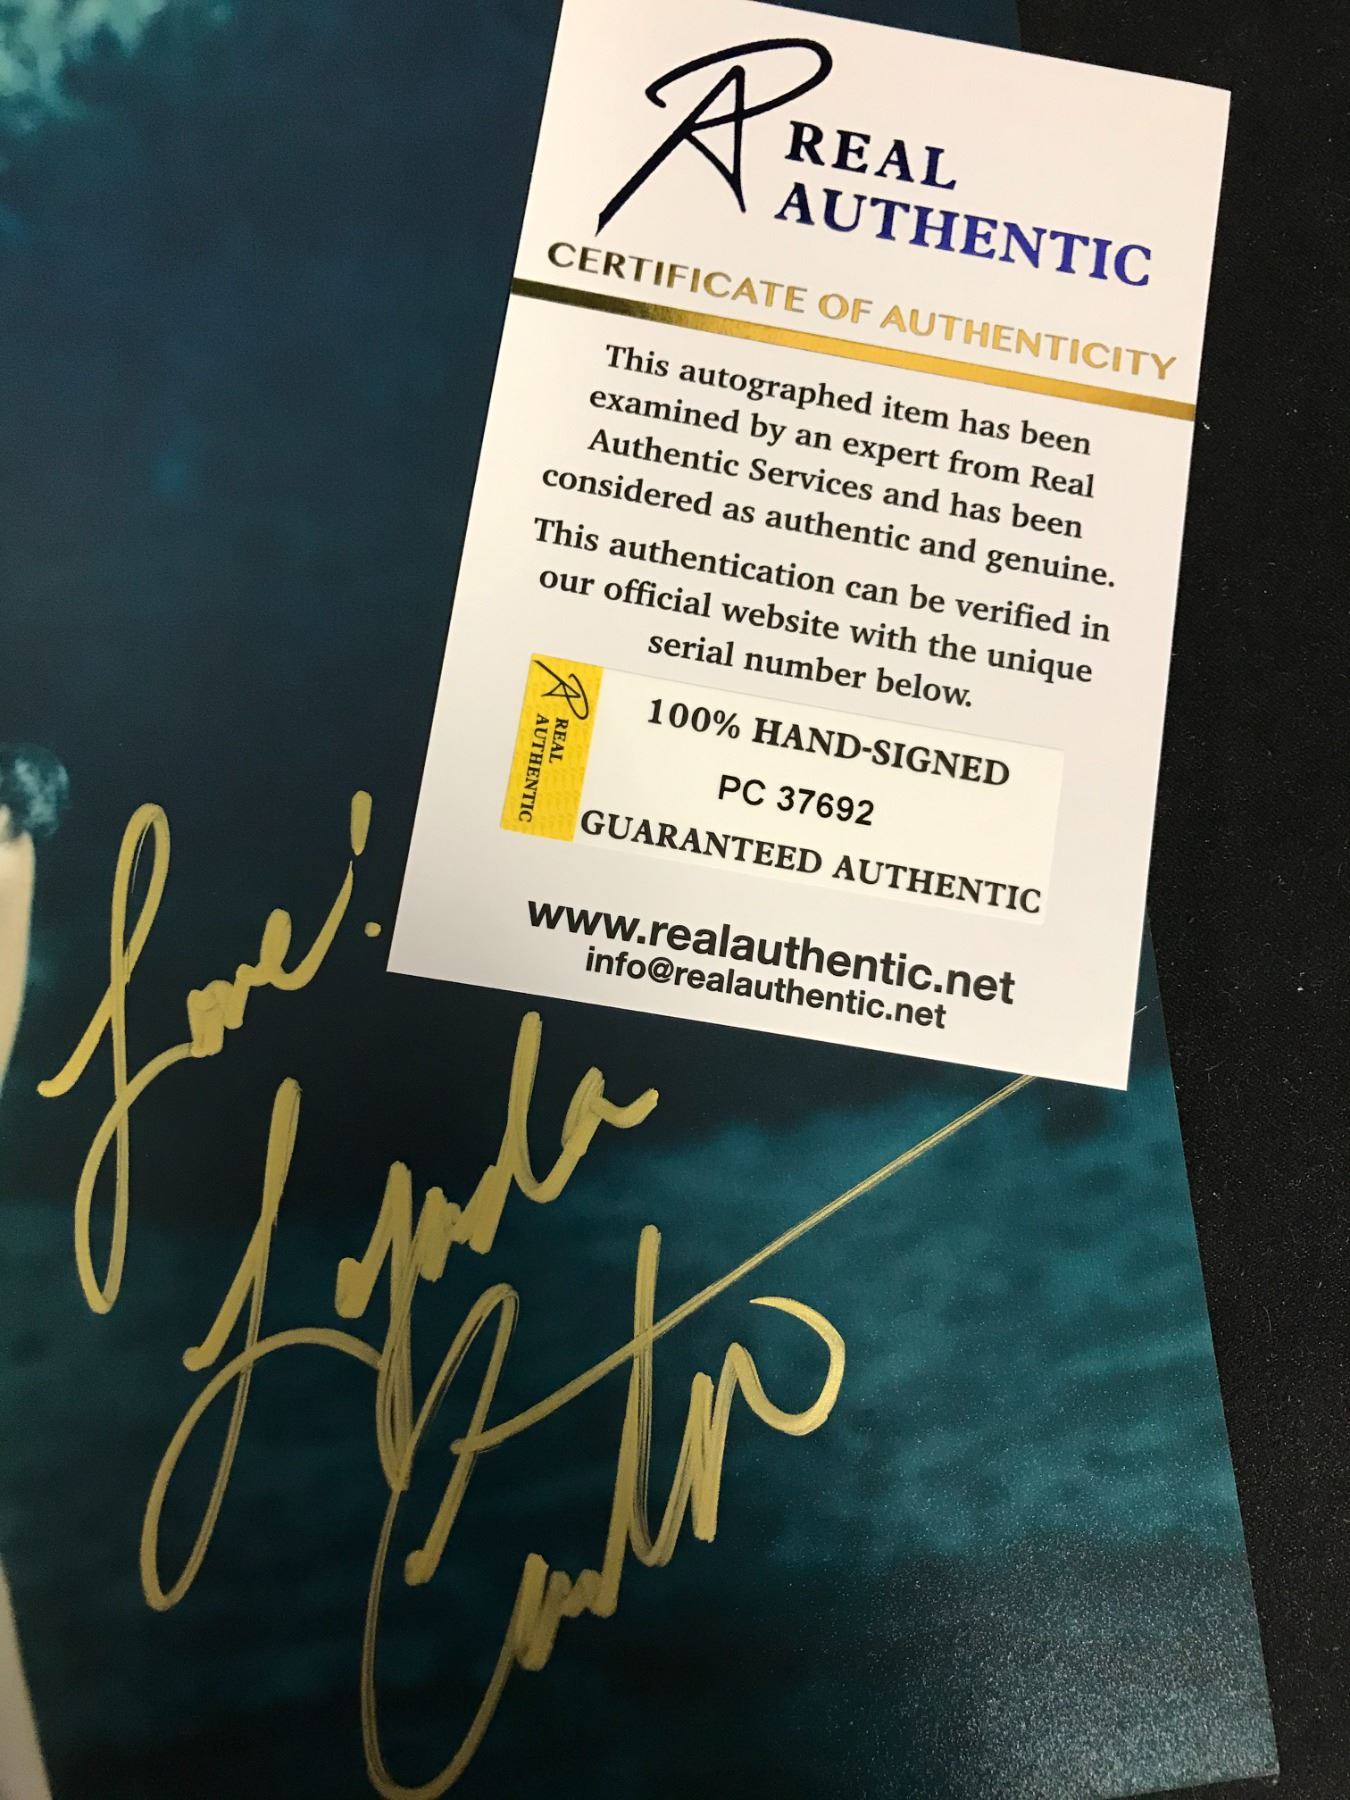 REAL
AUTHENTIC
CERTIFICATE OF AUTHENTICITY
This autographed item has been
examined by an expert from Real
Authentic Services and has been
considered as authentic and genuine.
This authentication can be verified in
our official website with the unique
serial number below.
REAL
AUTHENTIC
100% HAND-SIGNED
PC 37692
GUARANTEED AUTHENTIC
www.realauthentic.net
info@realauthentic.net
Love!
Lynda
Carter